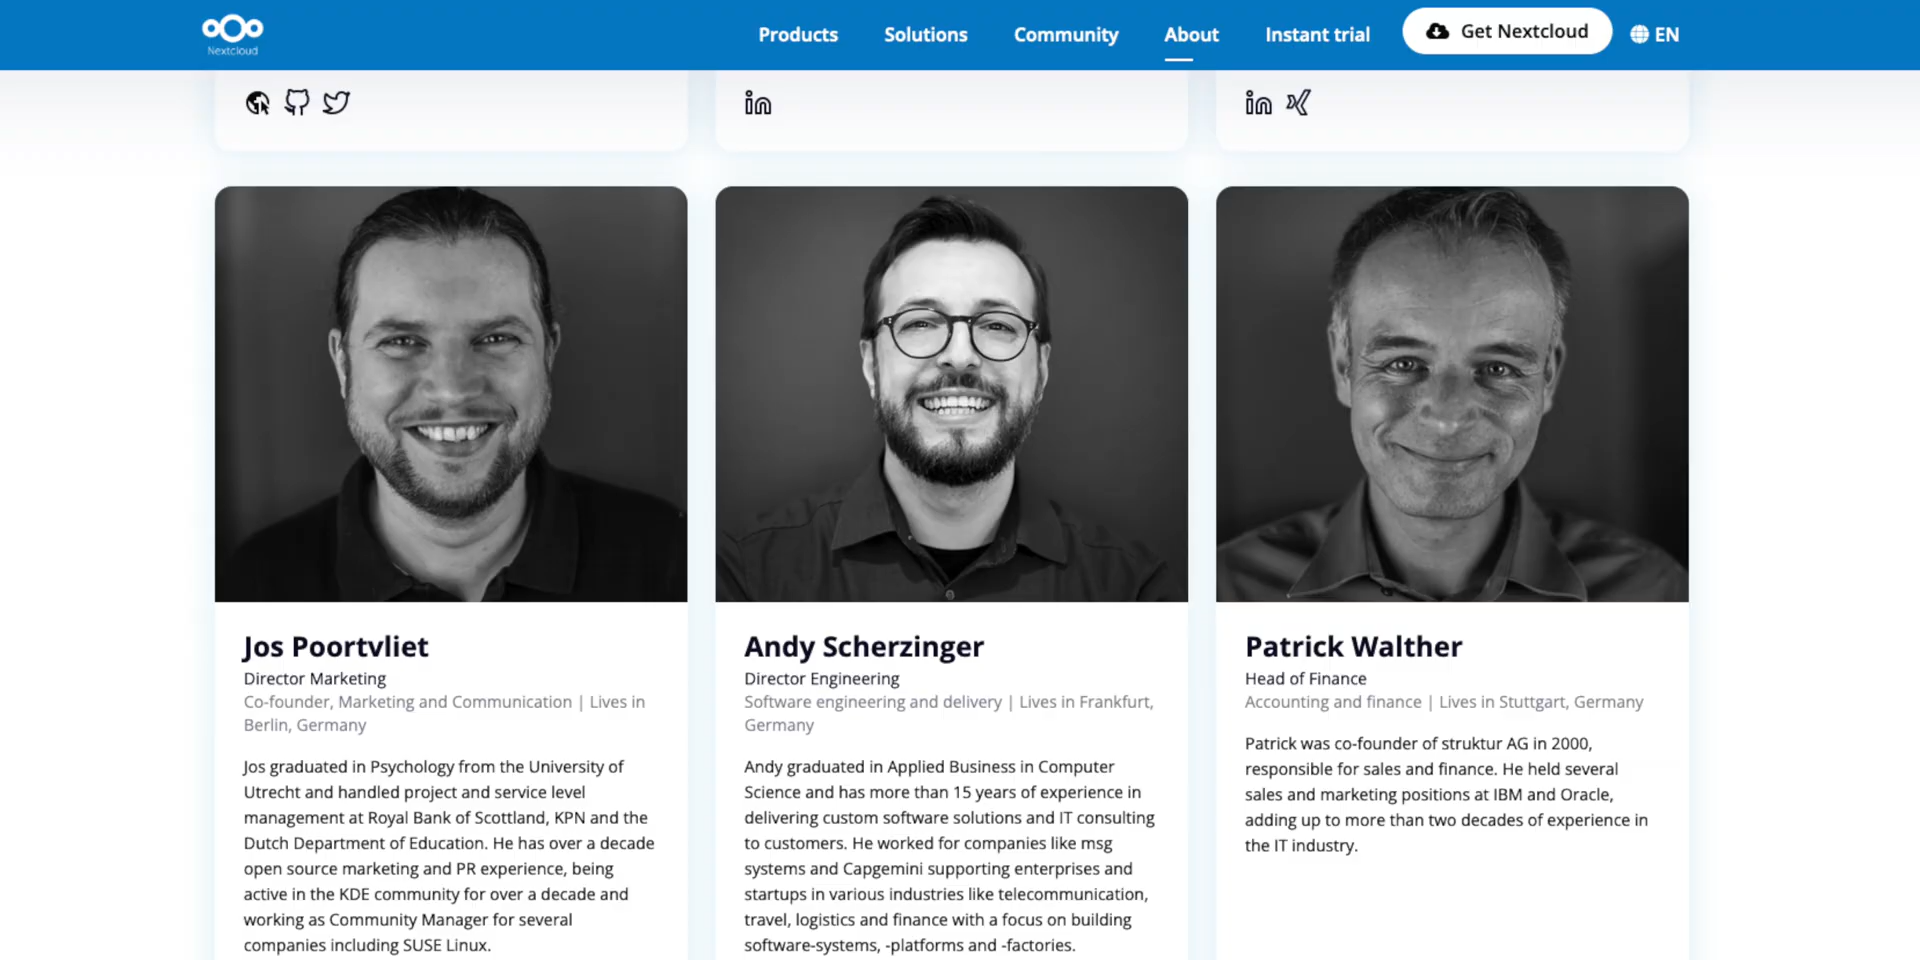 Nextcloud
Products
Solutions
Community
About
Instant trial
Get Nextcloud
EN
Jos Poortvliet
Director Marketing
Co-founder, Marketing and Communication | Lives in
Berlin, Germany
Jos graduated in Psychology from the University of
Utrecht and handled project and service level
management at Royal Bank of Scotland, KPN and the
Dutch Department of Education. He has over a decade
open source marketing and PR experience, being
active in the KDE community for over a decade and
working as Community Manager for several
companies including SUSE Linux.
Andy Scherzinger
Director Engineering
Software engineering and delivery | Lives in Frankfurt,
Germany
Andy graduated in Applied Business in Computer
Science and has more than 15 years of experience in
delivering custom software solutions and IT consulting
to customers. He worked for companies like msg
systems and Capgemini supporting enterprises and
startups in various industries like telecommunication,
travel, logistics and finance with a focus on building
software-systems, -platforms and -factories.
Patrick Walther
Head of Finance
Accounting and finance | Lives in Stuttgart, Germany
Patrick was co-founder of struktur AG in 2000,
responsible for sales and finance. He held several
sales and marketing positions at IBM and Oracle,
adding up to more than two decades of experience in
the IT industry.